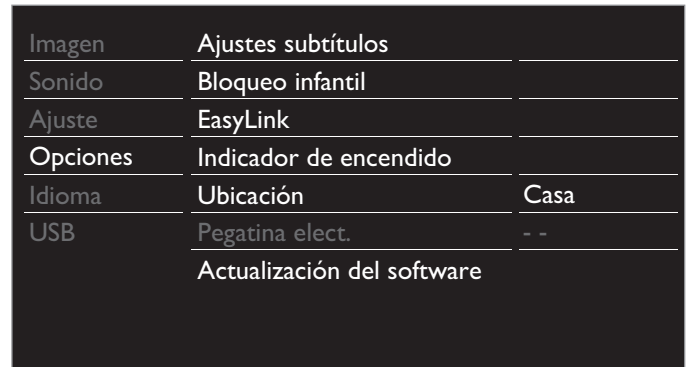 Imagen Ajustes subtítulos
Sonido Bloqueo infantil
Ajuste EasyLink
Opciones Indicador de encendido
Idioma Ubicación Casa
USB Pegatina elect. - -
Actualización del software